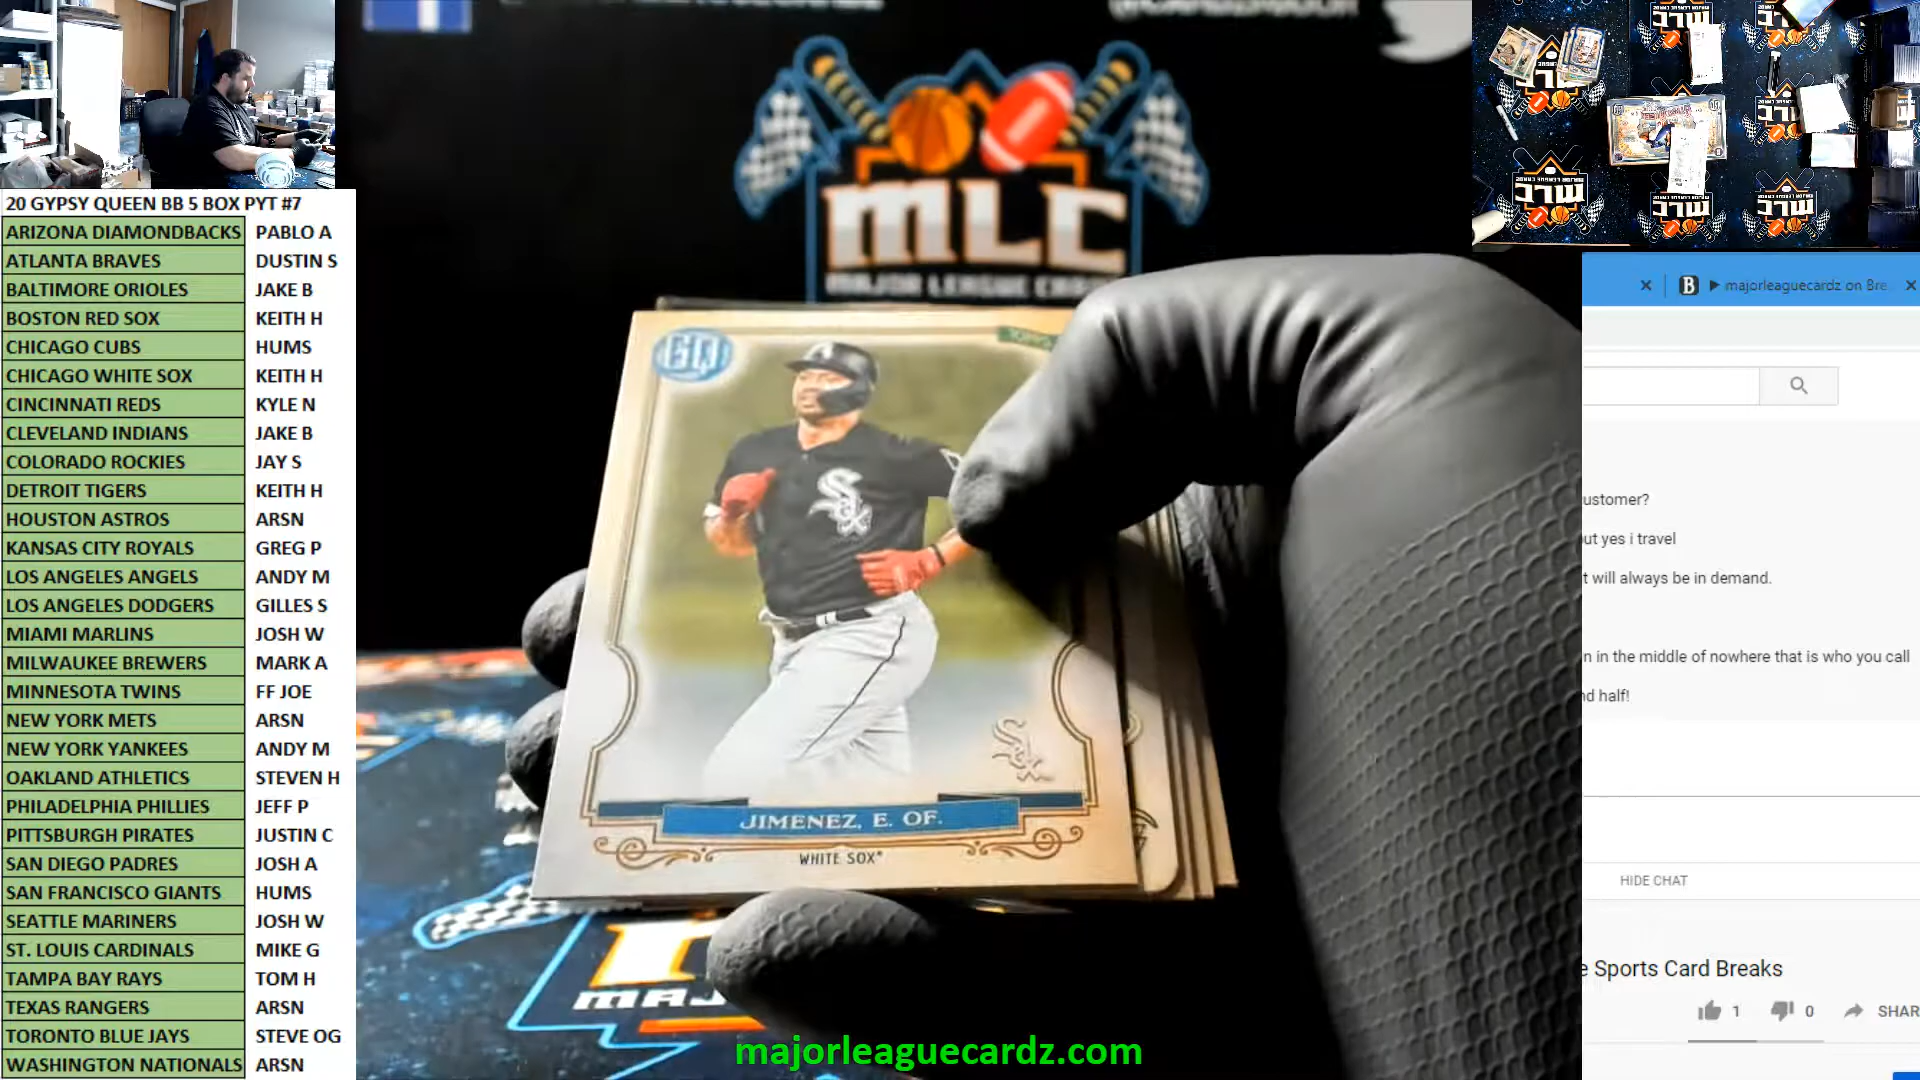 20 GYPSY QUEEN BB 5 BOX PYT #7
ARIZONA DIAMONDBACKS PABLO A
ATLANTA BRAVES DUSTIN S
BALTIMORE ORIOLES JAKE B
BOSTON RED SOX KEITH H
CHICAGO CUBS HUMS
CHICAGO WHITE SOX KEITH H
CINCINNATI REDS KYLE N
CLEVELAND INDIANS JAKE B
COLORADO ROCKIES JAY S
DETROIT TIGERS KEITH H
HOUSTON ASTROS ARSN
KANSAS CITY ROYALS GREG P
LOS ANGELES ANGELS ANDY M
LOS ANGELES DODGERS GILLES S
MIAMI MARLINS JOSH W
MILWAUKEE BREWERS MARK A
MINNESOTA TWINS FF JOE
NEW YORK METS ARSN
NEW YORK YANKEES ANDY M
OAKLAND ATHLETICS STEVEN H
PHILADELPHIA PHILLIES JEFF P
PITTSBURGH PIRATES JUSTIN C
SAN DIEGO PADRES JOSH A
SAN FRANCISCO GIANTS HUMS
SEATTLE MARINERS JOSH W
ST. LOUIS CARDINALS MIKE G
TAMPA BAY RAYS TOM H
TEXAS RANGERS ARSN
TORONTO BLUE JAYS STEVE OG
WASHINGTON NATIONALS ARSN
MLC
MAJOR LEAGUE
GQ
TOPPS
Sox
Sox
JIMENEZ, E. OF.
WHITE SOX
majorleaguecardz.com
B majorleaguecardz on Bre
ustomer?
ut yes i travel
t will always be in demand.
n in the middle of nowhere that is who you call
nd half!
HIDE CHAT
e Sports Card Breaks
1 0 SHAR